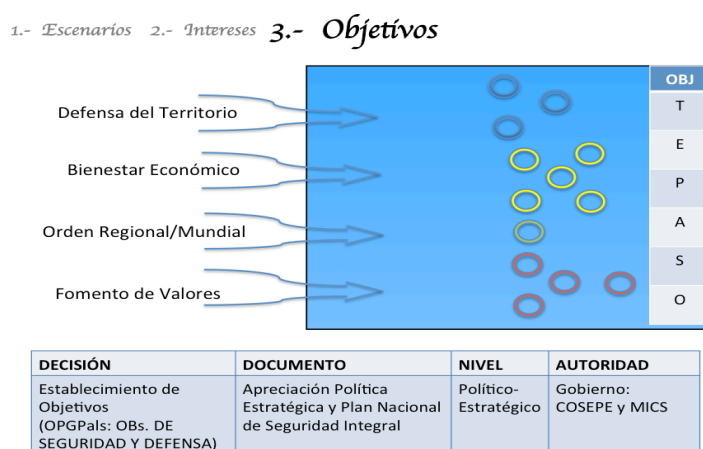 1.- Escenarios 2.- Intereses 3.- Objetivos
OBJ
Defensa del Territorio
T
E
Bienestar Económico
P
Orden Regional/Mundial
A
S
Fomento de Valores
O
DECISIÓN DOCUMENTO NIVEL AUTORIDAD
Establecimiento de
Objetivos
(OPGPals: OBs. DE
SEGURIDAD Y DEFENSA)
Apreciación Política
Estratégica y Plan Nacional
de Seguridad Integral
Político-
Estratégico
Gobierno:
COSEPE y MICS